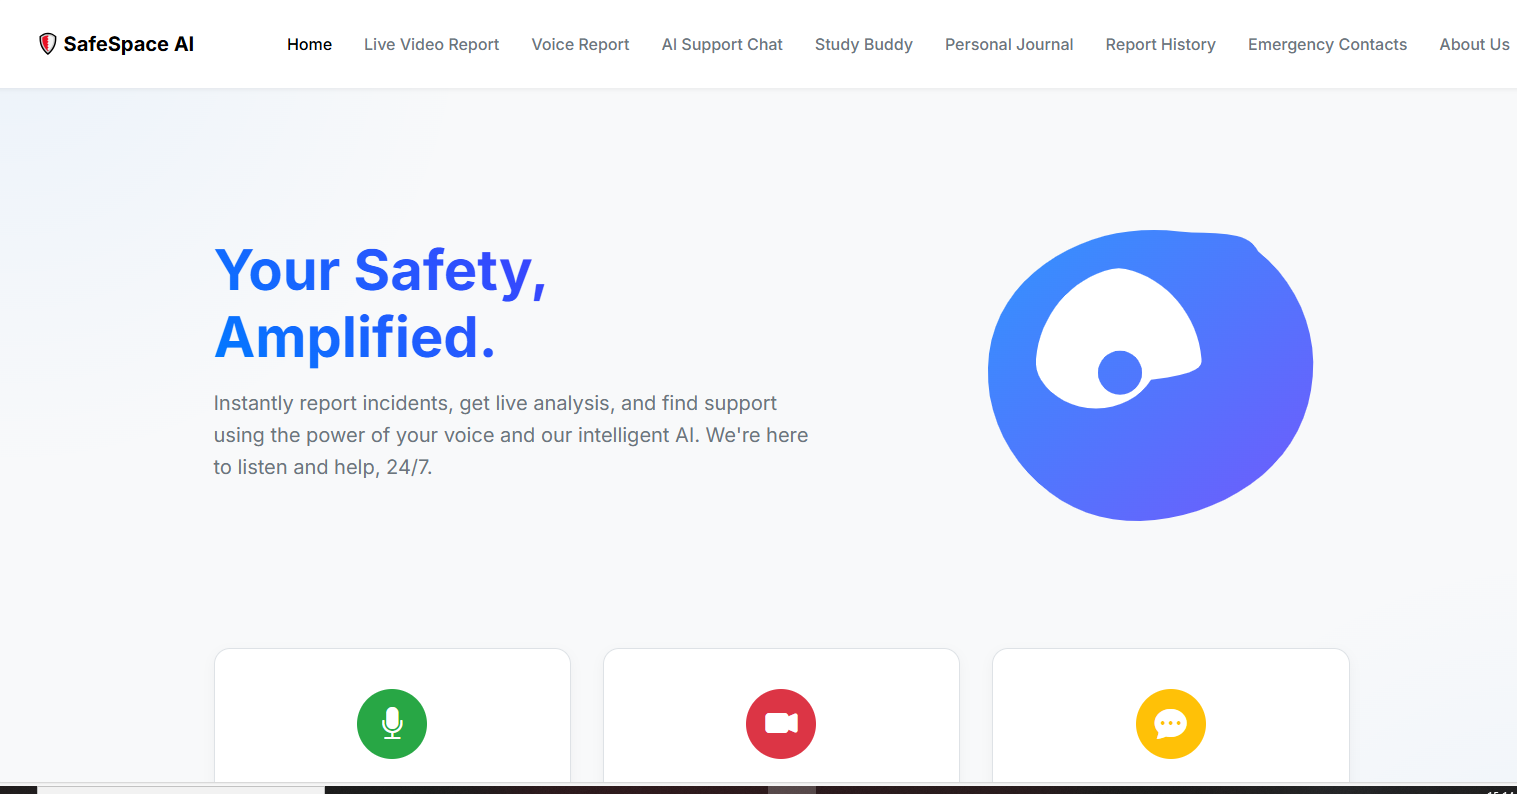 SafeSpace AI
Home Live Video Report Voice Report AI Support Chat Study Buddy Personal Journal Report History Emergency Contacts About Us
Your Safety,
Amplified.
Instantly report incidents, get live analysis, and find support
using the power of your voice and our intelligent AI. We're here
to listen and help, 24/7.